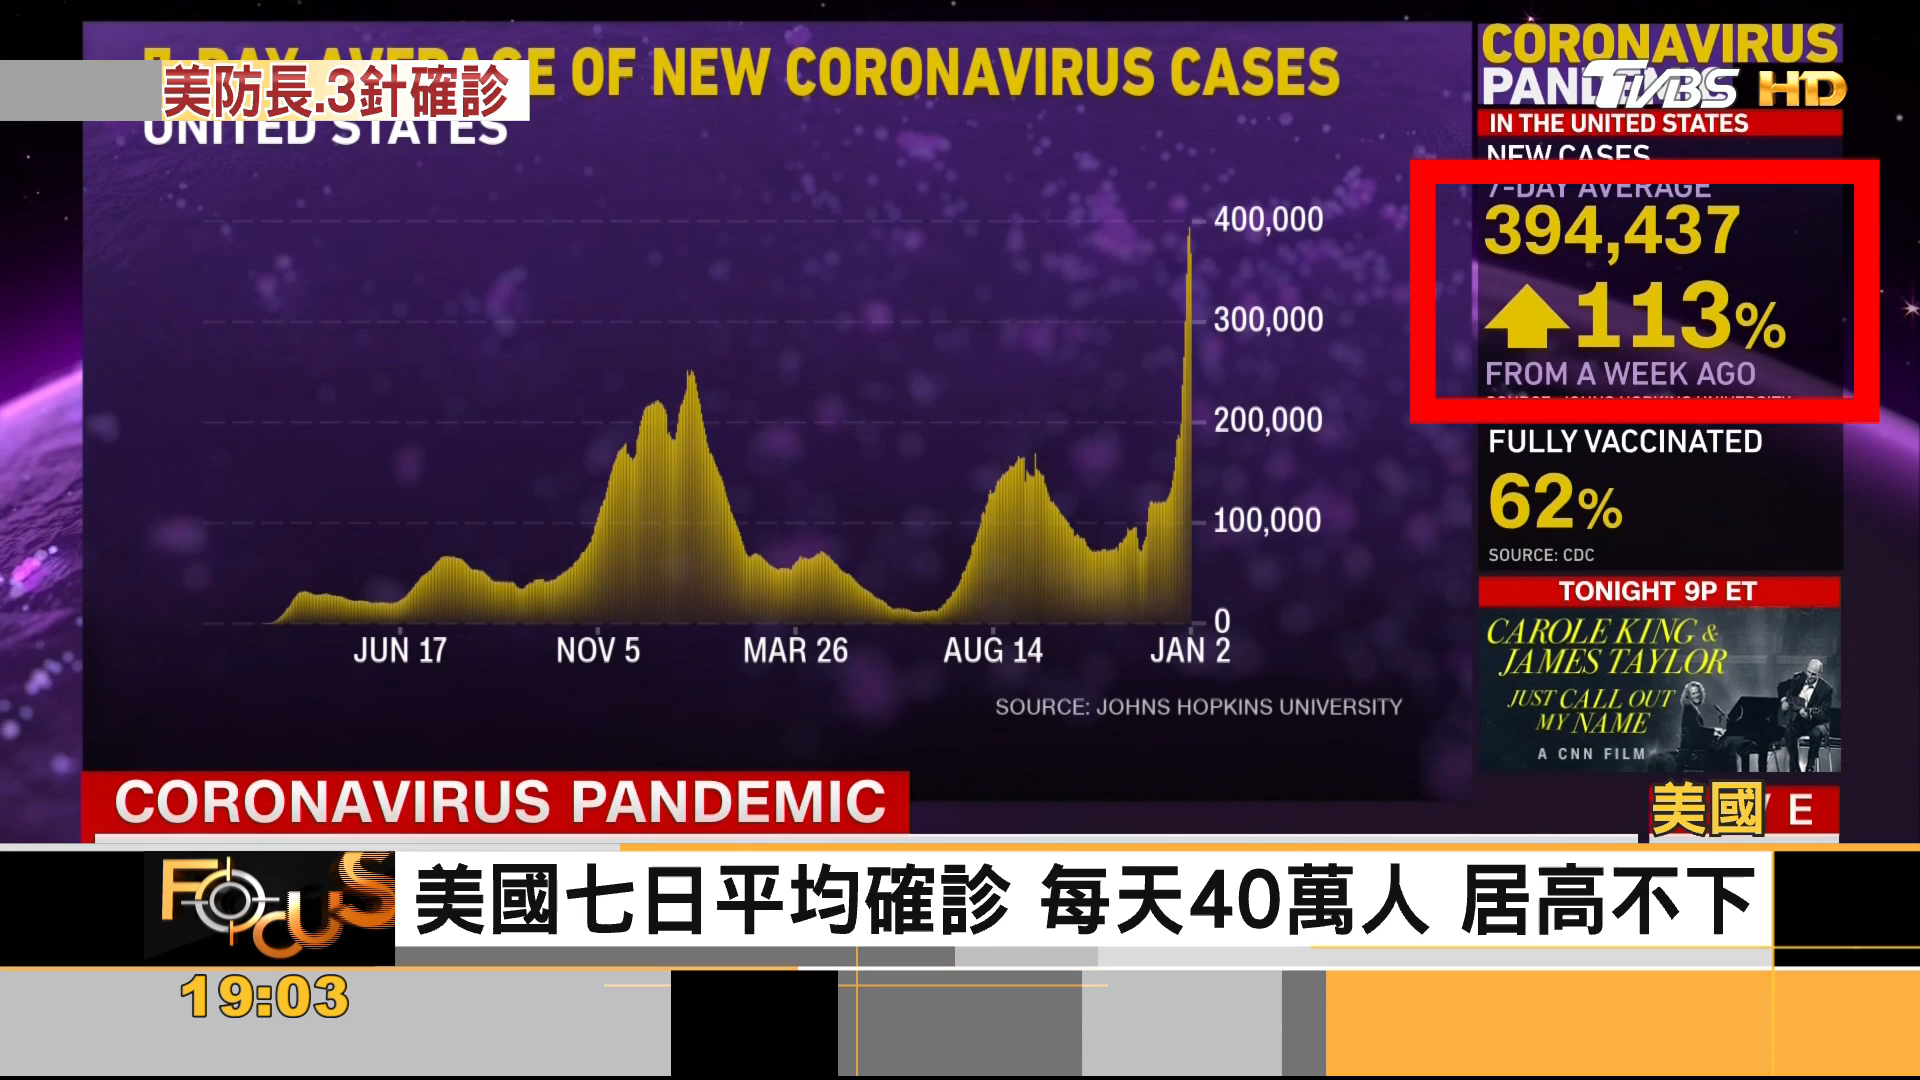 美防長.3針確診
E OF NEW CORONAVIRUS CASES
UNITED STATES
400,000
300,000
200,000
100,000
0
JUN 17
NOV 5
MAR 26
AUG 14
JAN 2
SOURCE: JOHNS HOPKINS UNIVERSITY
CORONAVIRUS
TVBS HD
IN THE UNITED STATES
NEW CASES
7-DAY AVERAGE
394,437
113%
FROM A WEEK AGO
FULLY VACCINATED
62%
SOURCE: CDC
TONIGHT 9P ET
CAROLE KING &
JAMES TAYLOR
JUST CALL OUT
MY NAME
A CNN FILM
CORONAVIRUS PANDEMIC
美國
FOCUS
美國七日平均確診 每天40萬人 居高不下
19:03